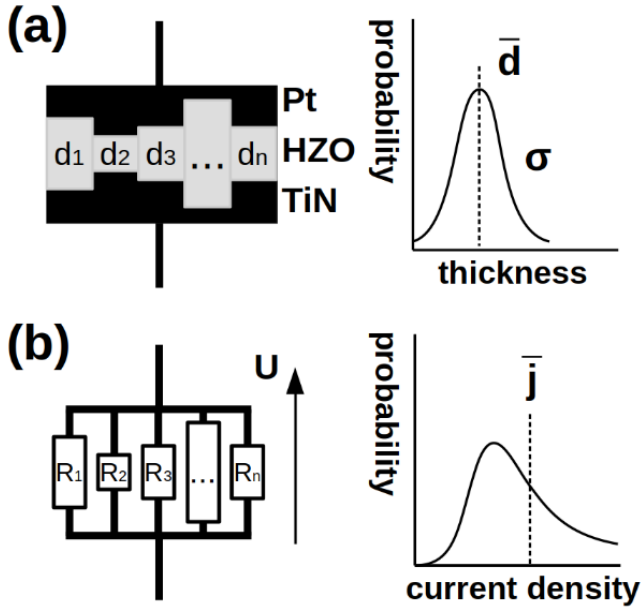 (a)
Pt
d1 d2 d3 ... dn HZO
TiN
probability
d̅
σ
thickness
(b)
U
R1 R2 R3 ... Rn
probability
j̅
current density